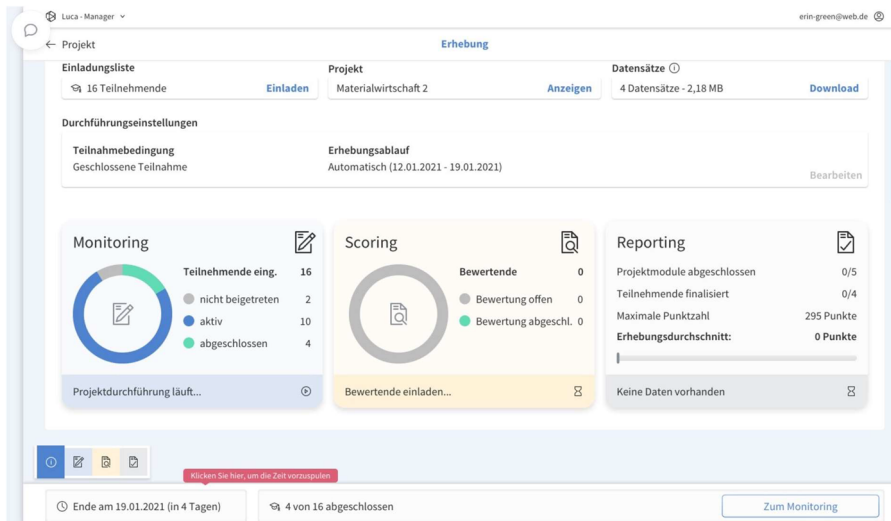 Luca - Manager
erin-green@web.de
Projekt
Erhebung
Einladungsliste
Projekt
Datensätze
16 Teilnehmende
Einladen
Materialwirtschaft 2
Anzeigen
4 Datensätze - 2,18 MB
Download
Durchführungseinstellungen
Teilnahmebedingung
Erhebungsablauf
Geschlossene Teilnahme
Automatisch (12.01.2021 - 19.01.2021)
Bearbeiten
Monitoring
Teilnehmende eing. 16
nicht beigetreten 2
aktiv 10
abgeschlossen 4
Projektdurchführung läuft...
Scoring
Bewertende 0
Bewertung offen 0
Bewertung abgeschl. 0
Bewertende einladen...
Reporting
Projektmodule abgeschlossen 0/5
Teilnehmende finalisiert 0/4
Maximale Punktzahl 295 Punkte
Erhebungsdurchschnitt: 0 Punkte
Keine Daten vorhanden
Klicken Sie hier, um die Zeit vorzuspulen
Ende am 19.01.2021 (in 4 Tagen)
4 von 16 abgeschlossen
Zum Monitoring